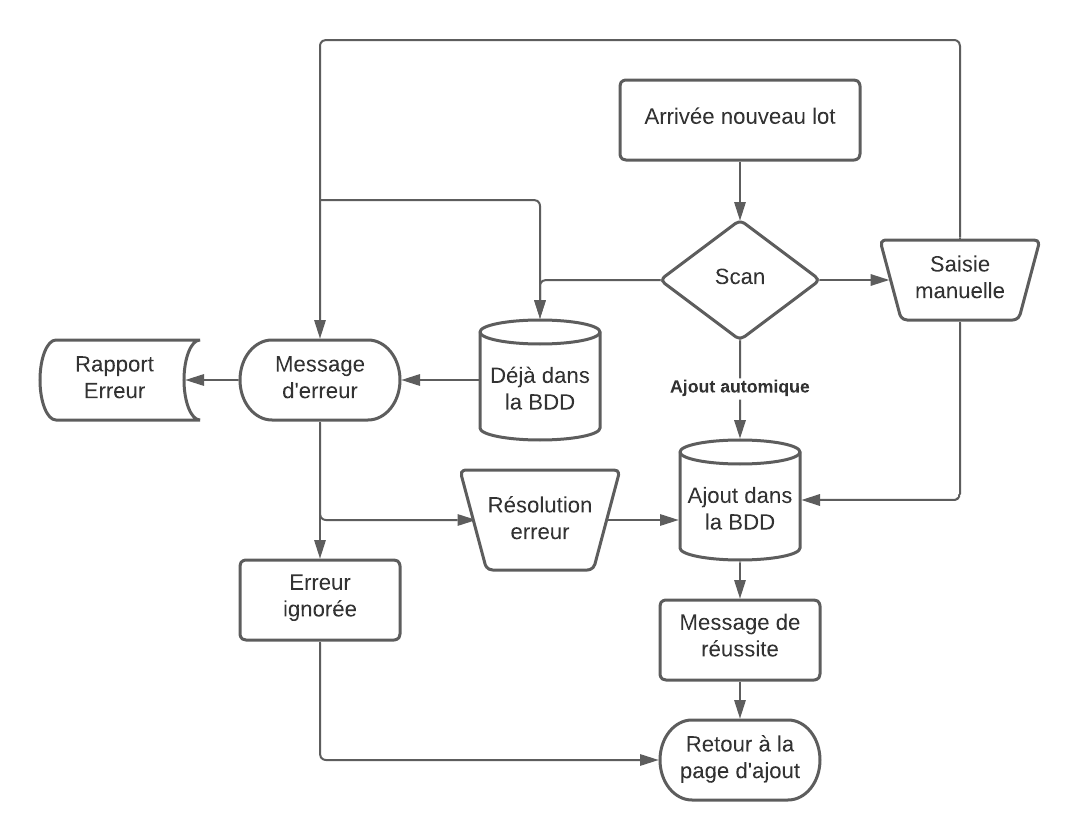 Arrivée nouveau lot
Scan
Saisie
manuelle
Rapport
Erreur
Message
d'erreur
Déjà dans
la BDD
Ajout automique
Résolution
erreur
Ajout dans
la BDD
Erreur
ignorée
Message de
réussite
Retour à la
page d'ajout